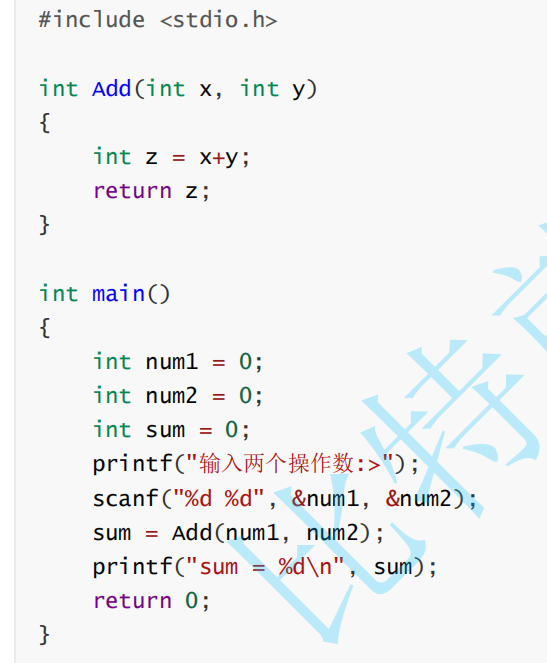 #include <stdio.h>

int Add(int x, int y)
{
    int z = x+y;
    return z;
}

int main()
{
    int num1 = 0;
    int num2 = 0;
    int sum = 0;
    printf("输入两个操作数:>");
    scanf("%d %d", &num1, &num2);
    sum = Add(num1, num2);
    printf("sum = %d\n", sum);
    return 0;
}
比特